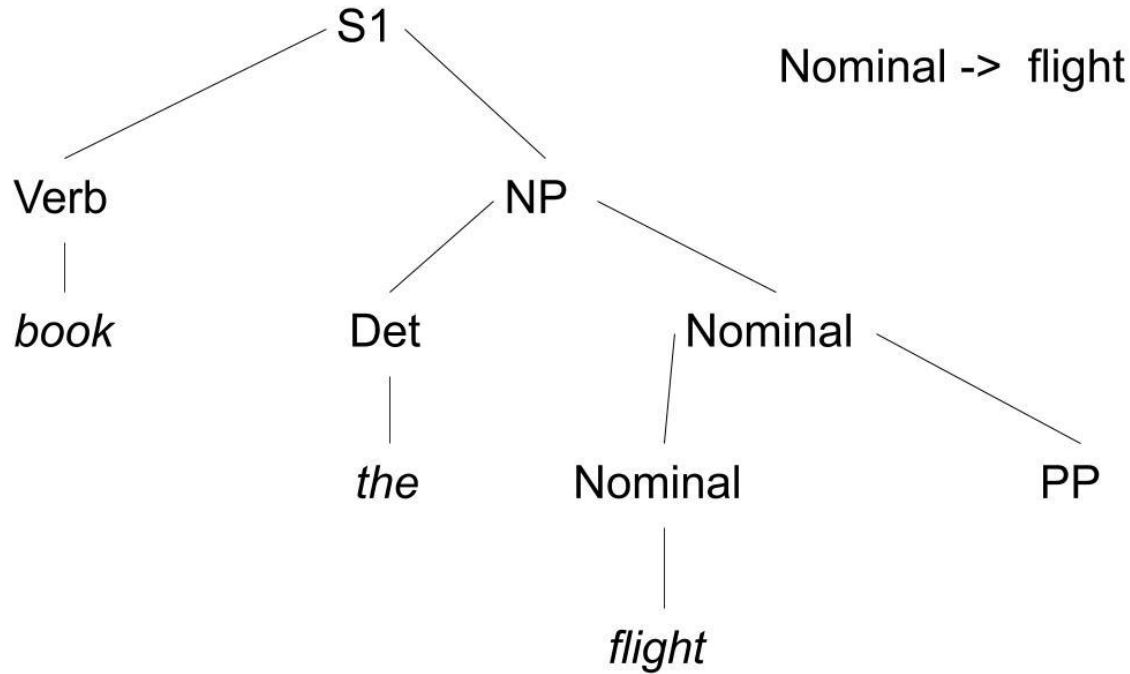 S1
Nominal -> flight
Verb
NP
book
Det
Nominal
the
Nominal
PP
flight